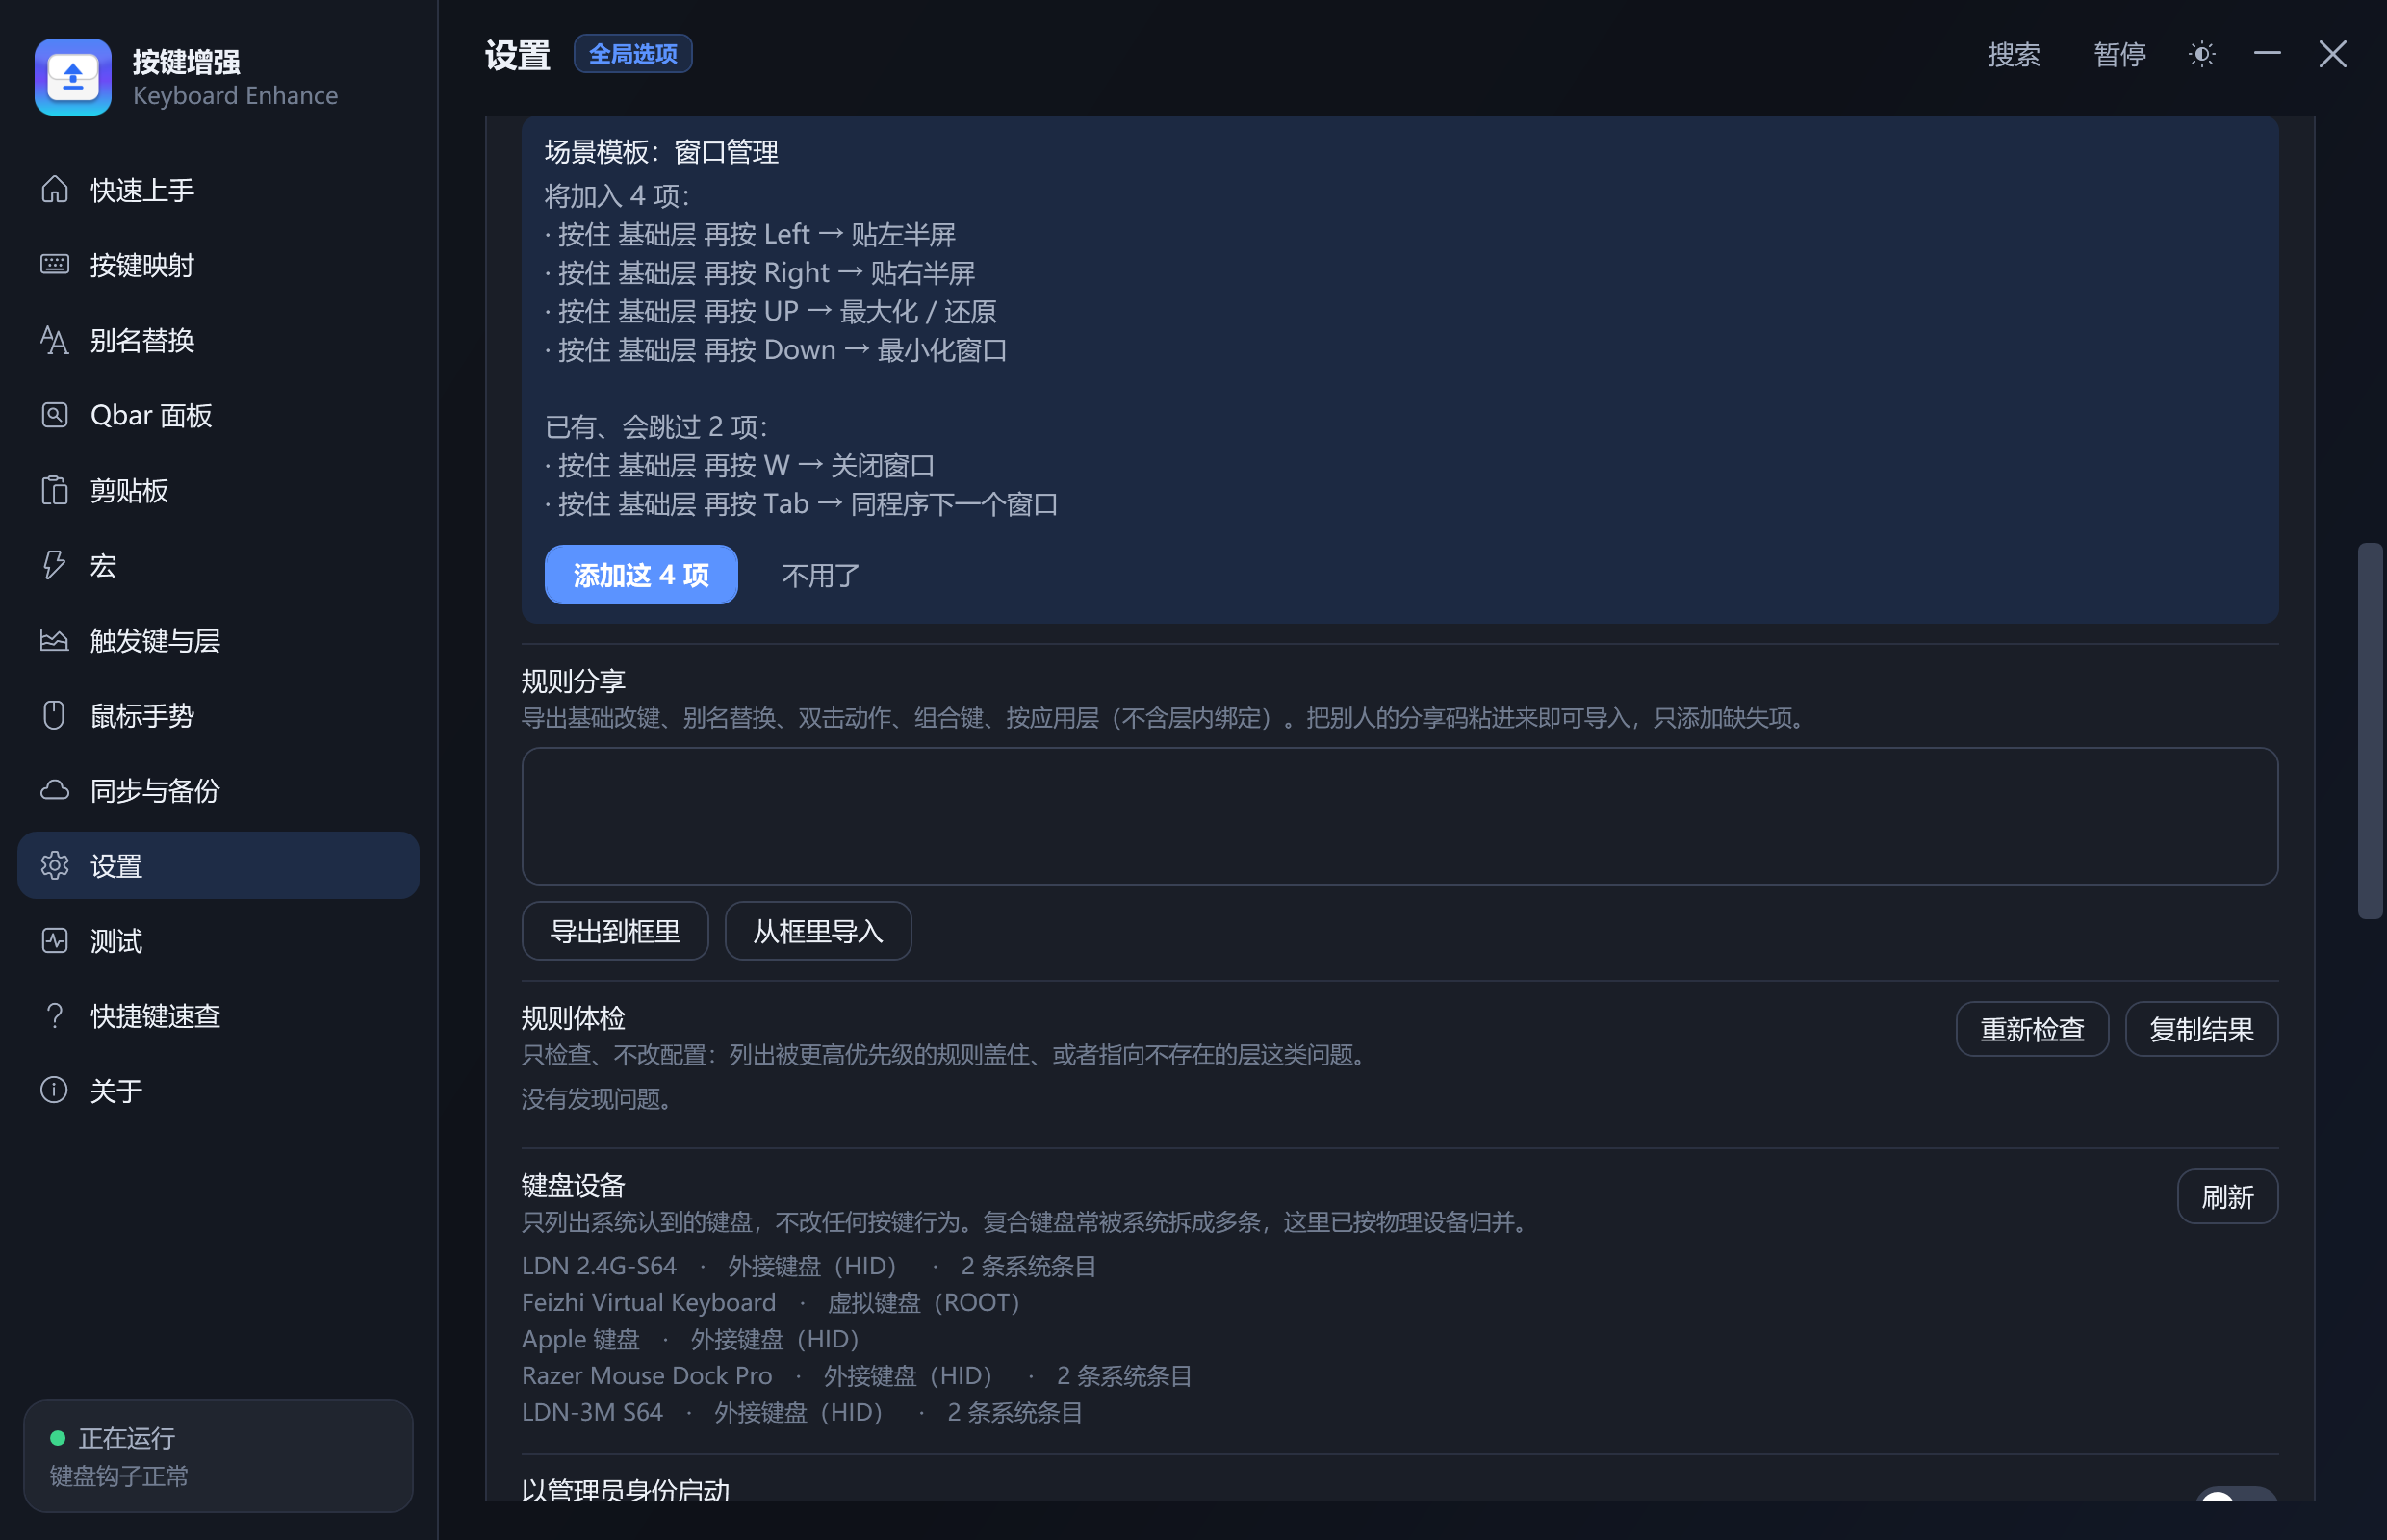 按键增强
Keyboard Enhance
快速上手
按键映射
别名替换
Qbar 面板
剪贴板
宏
触发键与层
鼠标手势
同步与备份
设置
测试
快捷键速查
关于
正在运行
键盘钩子正常
设置
全局选项
搜索
暂停
场景模板：窗口管理
将加入 4 项：
· 按住 基础层 再按 Left → 贴左半屏
· 按住 基础层 再按 Right → 贴右半屏
· 按住 基础层 再按 UP → 最大化 / 还原
· 按住 基础层 再按 Down → 最小化窗口
已有、会跳过 2 项：
· 按住 基础层 再按 W → 关闭窗口
· 按住 基础层 再按 Tab → 同程序下一个窗口
添加这 4 项
不用了
规则分享
导出基础改键、别名替换、双击动作、组合键、按应用层（不含层内绑定）。把别人的分享码粘进来即可导入，只添加缺失项。
导出到框里
从框里导入
规则体检
只检查、不改配置：列出被更高优先级的规则盖住、或者指向不存在的层这类问题。
没有发现问题。
重新检查
复制结果
键盘设备
只列出系统认到的键盘，不改任何按键行为。复合键盘常被系统拆成多条，这里已按物理设备归并。
刷新
LDN 2.4G-S64 · 外接键盘（HID） · 2 条系统条目
Feizhi Virtual Keyboard · 虚拟键盘（ROOT）
Apple 键盘 · 外接键盘（HID）
Razer Mouse Dock Pro · 外接键盘（HID） · 2 条系统条目
LDN-3M S64 · 外接键盘（HID） · 2 条系统条目
以管理员身份启动